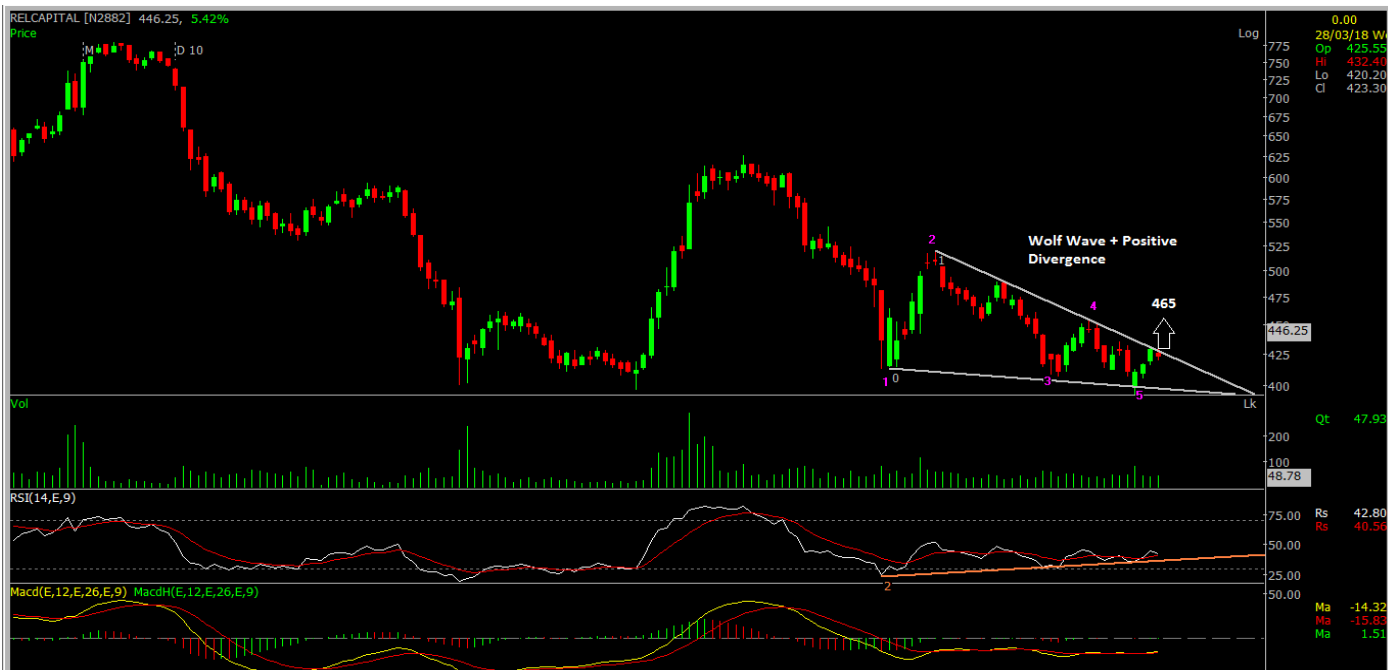 RELCAPITAL [N2882] 446.25, 5.42%
Price
M
D 10
Log
0.00
28/03/18 We
Op 425.55
Hi 432.40
Lo 420.20
Cl 423.30
775
750
725
700
675
650
625
600
575
550
525
500
475
446.25
425
400
2
1
Wolf Wave + Positive
Divergence
4
465
1
0
3
5
Vol
Lk
Qt 47.93
200
100
48.78
RSI(14,E,9)
75.00
50.00
25.00
Rs 42.80
Rs 40.56
2
Macd(E,12,E,26,E,9) MacdH(E,12,E,26,E,9)
50.00
Ma -14.32
Ma -15.83
Ma 1.51